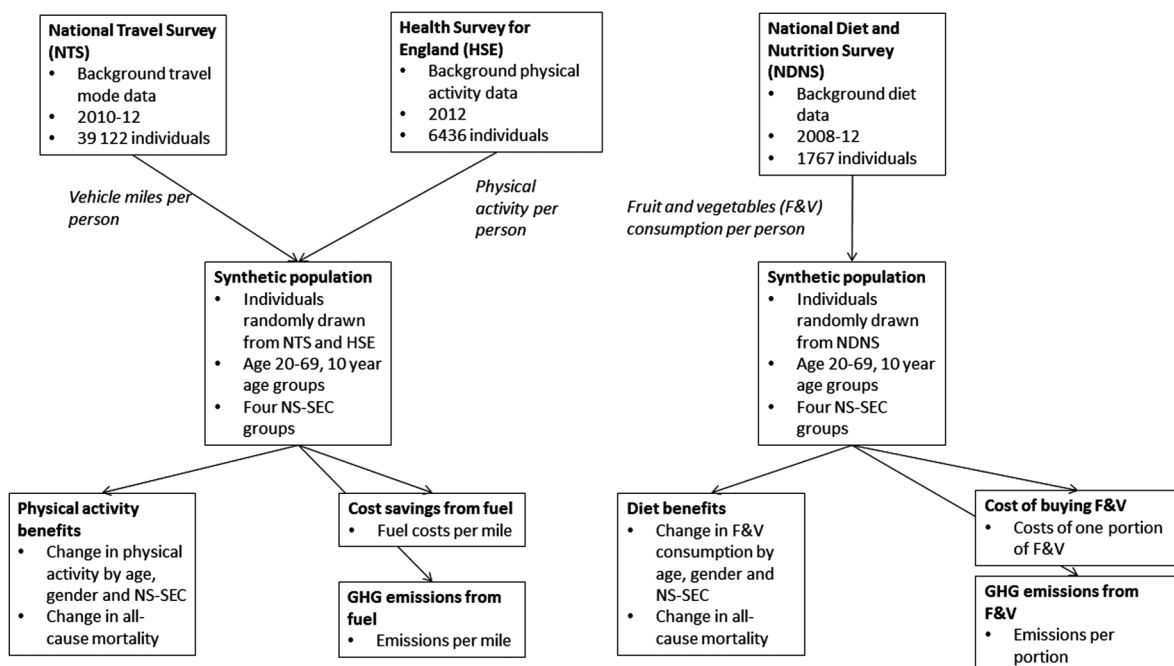 National Travel Survey
(NTS)
• Background travel
mode data
• 2010-12
• 39 122 individuals
Health Survey for
England (HSE)
• Background physical
activity data
• 2012
• 6436 individuals
National Diet and
Nutrition Survey
(NDNS)
• Background diet
data
• 2008-12
• 1767 individuals
Vehicle miles per
person
Physical
activity per
person
Fruit and vegetables (F&V)
consumption per person
Synthetic population
• Individuals
randomly drawn
from NTS and HSE
• Age 20-69, 10 year
age groups
• Four NS-SEC
groups
Synthetic population
• Individuals
randomly drawn
from NDNS
• Age 20-69, 10 year
age groups
• Four NS-SEC
groups
Physical activity
benefits
• Change in physical
activity by age,
gender and NS-SEC
• Change in all-
cause mortality
Cost savings from fuel
• Fuel costs per mile
GHG emissions from
fuel
• Emissions per mile
Diet benefits
• Change in F&V
consumption by
age, gender and
NS-SEC
• Change in all-
cause mortality
Cost of buying F&V
• Costs of one portion
of F&V
GHG emissions from
F&V
• Emissions per
portion